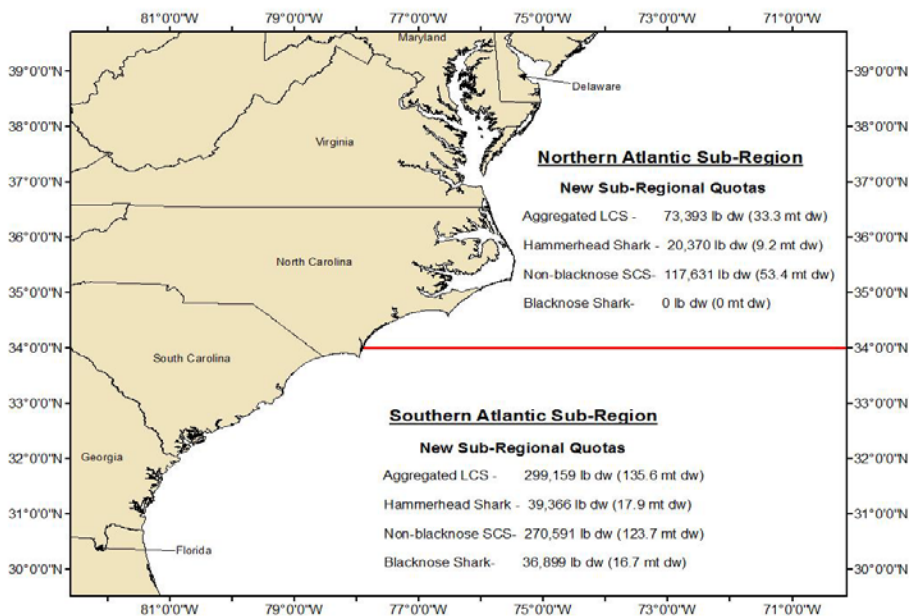 81°0'0"W 79°0'0"W 77°0'0"W 75°0'0"W 73°0'0"W 71°0'0"W
Maryland
39°0'0"N 39°0'0"N
Delaware
38°0'0"N 38°0'0"N
Virginia
Northern Atlantic Sub-Region
37°0'0"N 37°0'0"N
New Sub-Regional Quotas
Aggregated LCS - 73,393 lb dw (33.3 mt dw)
36°0'0"N 36°0'0"N
Hammerhead Shark - 20,370 lb dw (9.2 mt dw)
North Carolina
Non-blacknose SCS- 117,631 lb dw (53.4 mt dw)
35°0'0"N 35°0'0"N
Blacknose Shark- 0 lb dw (0 mt dw)
34°0'0"N 34°0'0"N
South Carolina
33°0'0"N 33°0'0"N
Southern Atlantic Sub-Region
New Sub-Regional Quotas
32°0'0"N 32°0'0"N
Georgia
Aggregated LCS - 299,159 lb dw (135.6 mt dw)
Hammerhead Shark - 39,366 lb dw (17.9 mt dw)
31°0'0"N 31°0'0"N
Non-blacknose SCS- 270,591 lb dw (123.7 mt dw)
Florida
Blacknose Shark- 36,899 lb dw (16.7 mt dw)
30°0'0"N 30°0'0"N
81°0'0"W 79°0'0"W 77°0'0"W 75°0'0"W 73°0'0"W 71°0'0"W